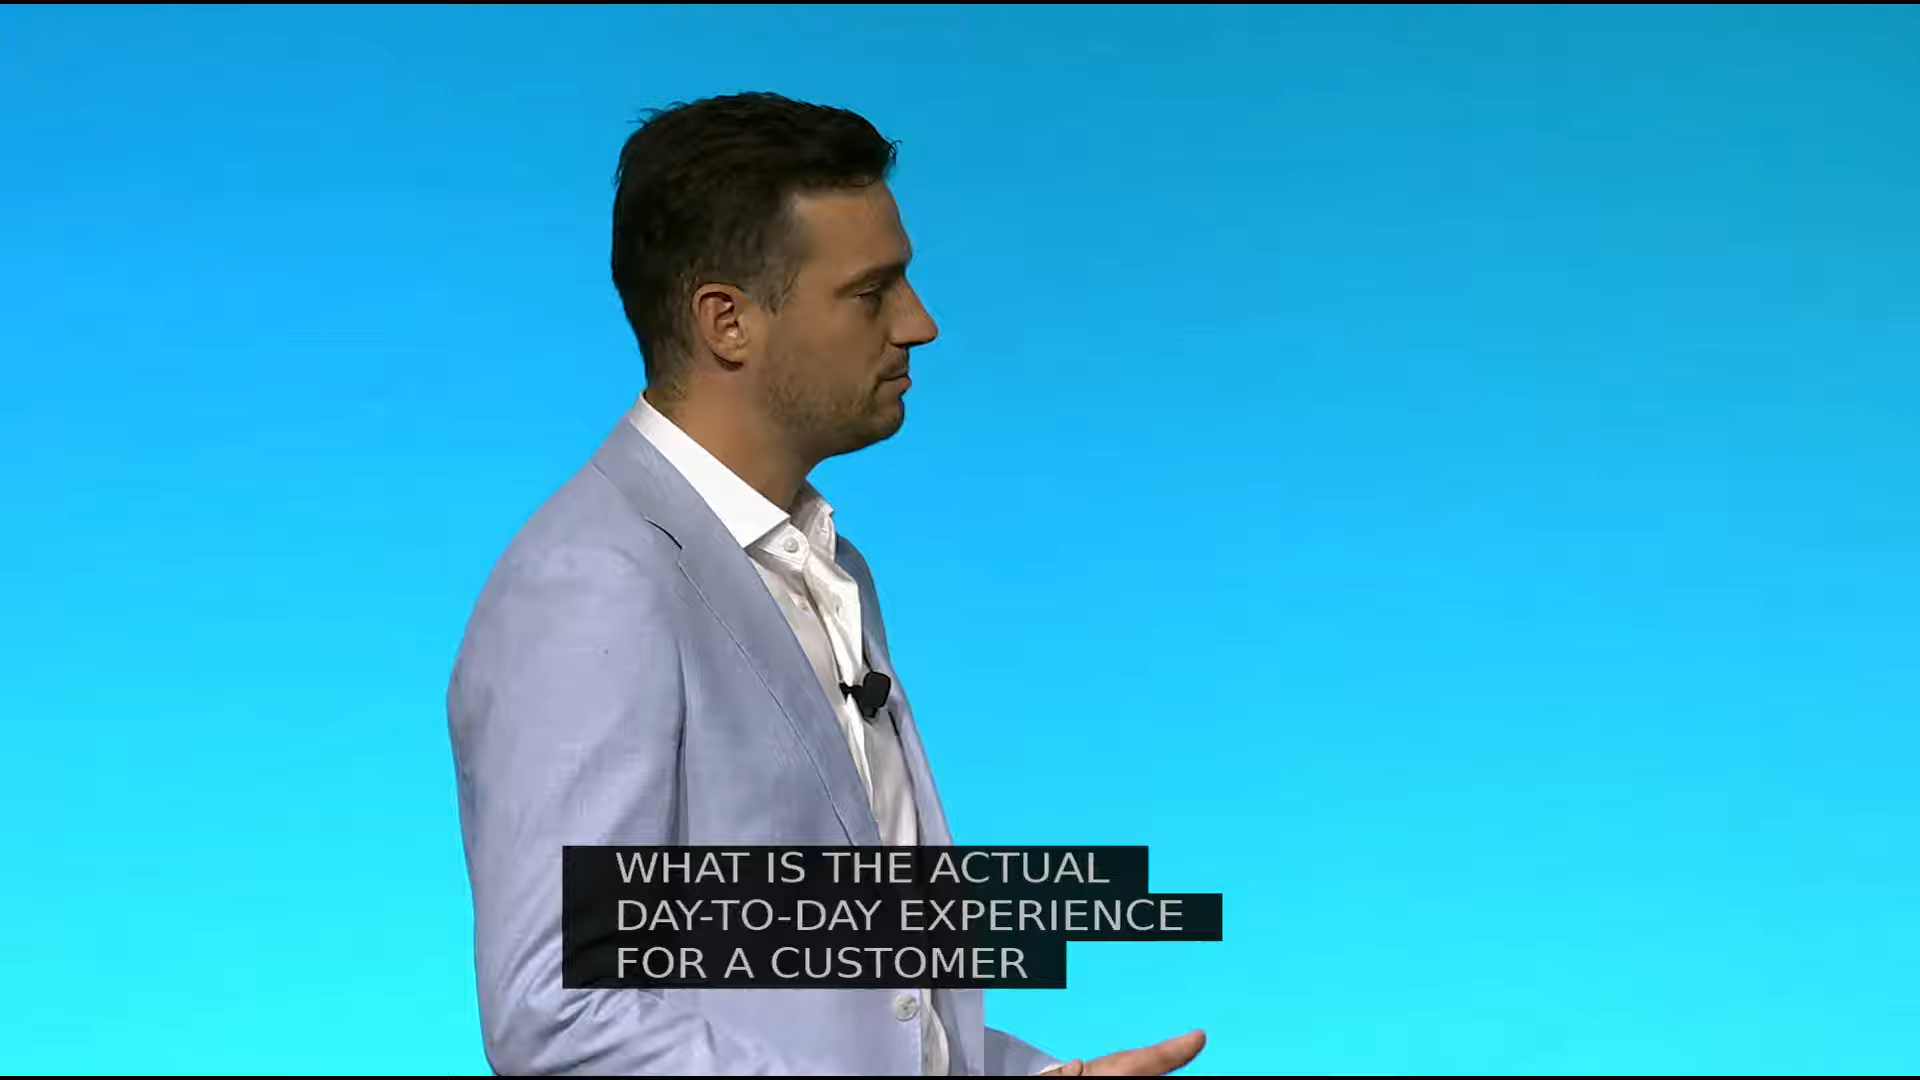 WHAT IS THE ACTUAL
DAY-TO-DAY EXPERIENCE
FOR A CUSTOMER